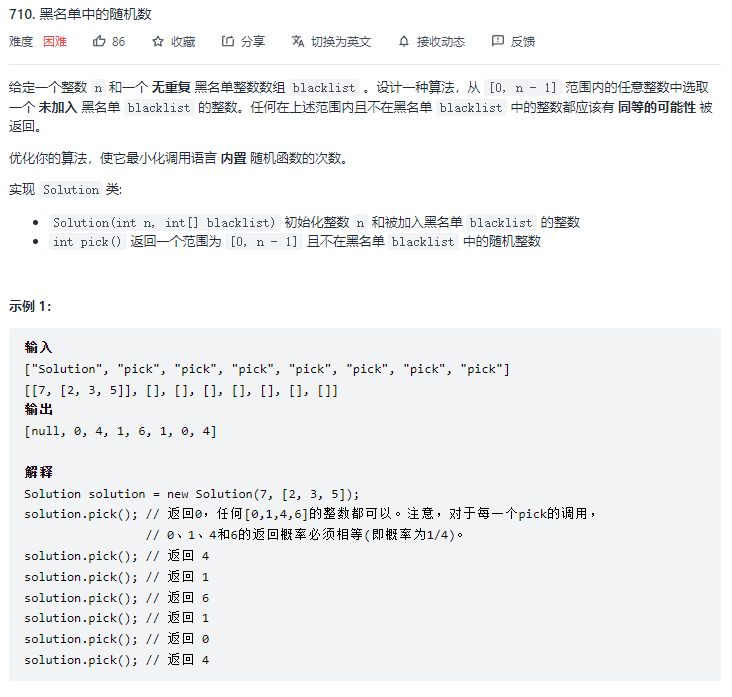 710. 黑名单中的随机数
难度 困难 86 收藏 分享 切换为英文 接收动态 反馈
给定一个整数 n 和一个 无重复 黑名单整数数组 blacklist 。设计一种算法，从 [0, n - 1] 范围内的任意整数中选取
一个 未加入 黑名单 blacklist 的整数。任何在上述范围内且不在黑名单 blacklist 中的整数都应该有 同等的可能性 被
返回。
优化你的算法，使它最小化调用语言 内置 随机函数的次数。
实现 Solution 类:
• Solution(int n, int[] blacklist) 初始化整数 n 和被加入黑名单 blacklist 的整数
• int pick() 返回一个范围为 [0, n - 1] 且不在黑名单 blacklist 中的随机整数
示例 1：
输入
["Solution", "pick", "pick", "pick", "pick", "pick", "pick", "pick"]
[[7, [2, 3, 5]], [], [], [], [], [], [], []]
输出
[null, 0, 4, 1, 6, 1, 0, 4]
解释
Solution solution = new Solution(7, [2, 3, 5]);
solution.pick(); // 返回0，任何[0,1,4,6]的整数都可以。注意，对于每一个pick的调用，
// 0、1、4和6的返回概率必须相等(即概率为1/4)。
solution.pick(); // 返回 4
solution.pick(); // 返回 1
solution.pick(); // 返回 6
solution.pick(); // 返回 1
solution.pick(); // 返回 0
solution.pick(); // 返回 4